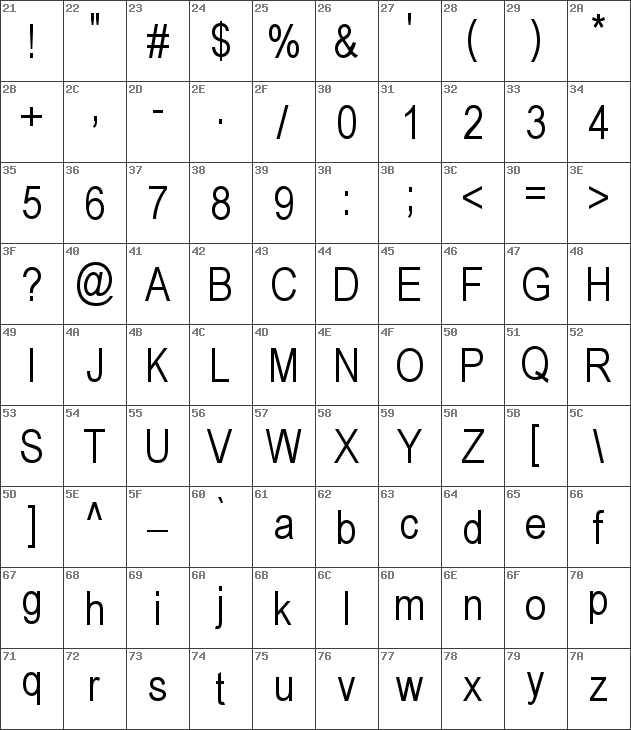 21 22 23 24 25 26 27 28 29 2A
! " # $ % & ' ( ) *
2B 2C 2D 2E 2F 30 31 32 33 34
+ , - . / 0 1 2 3 4
35 36 37 38 39 3A 3B 3C 3D 3E
5 6 7 8 9 : ; < = >
3F 40 41 42 43 44 45 46 47 48
? @ A B C D E F G H
49 4A 4B 4C 4D 4E 4F 50 51 52
I J K L M N O P Q R
53 54 55 56 57 58 59 5A 5B 5C
S T U V W X Y Z [ \
5D 5E 5F 60 61 62 63 64 65 66
] ^ _ ` a b c d e f
67 68 69 6A 6B 6C 6D 6E 6F 70
g h i j k l m n o p
71 72 73 74 75 76 77 78 79 7A
q r s t u v w x y z